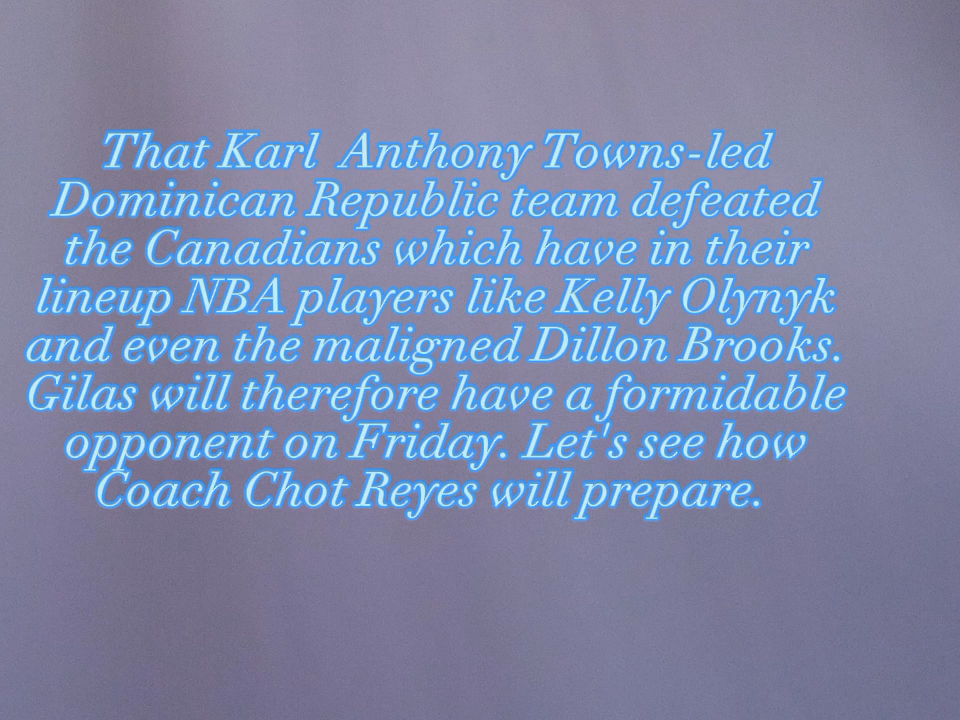 That Karl  Anthony Towns-led
Dominican Republic team defeated
the Canadians which have in their
lineup NBA players like Kelly Olynyk
and even the maligned Dillon Brooks.
Gilas will therefore have a formidable
opponent on Friday. Let's see how
Coach Chot Reyes will prepare.